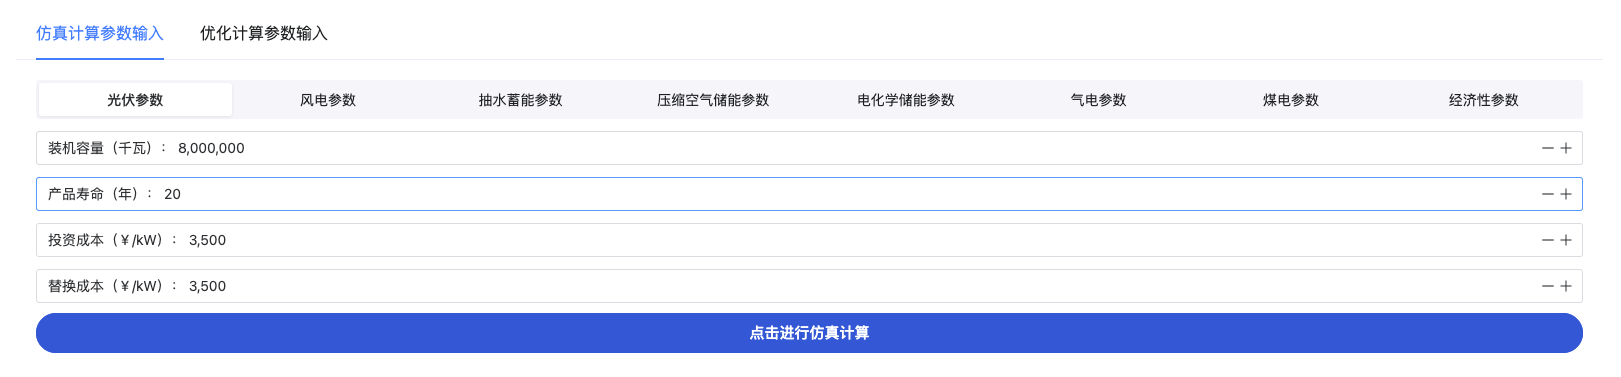 仿真计算参数输入 优化计算参数输入
光伏参数 风电参数 抽水蓄能参数 压缩空气储能参数 电化学储能参数 气电参数 煤电参数 经济性参数
装机容量（千瓦）： 8,000,000
产品寿命（年）： 20
投资成本（￥/kW）： 3,500
替换成本（￥/kW）： 3,500
点击进行仿真计算